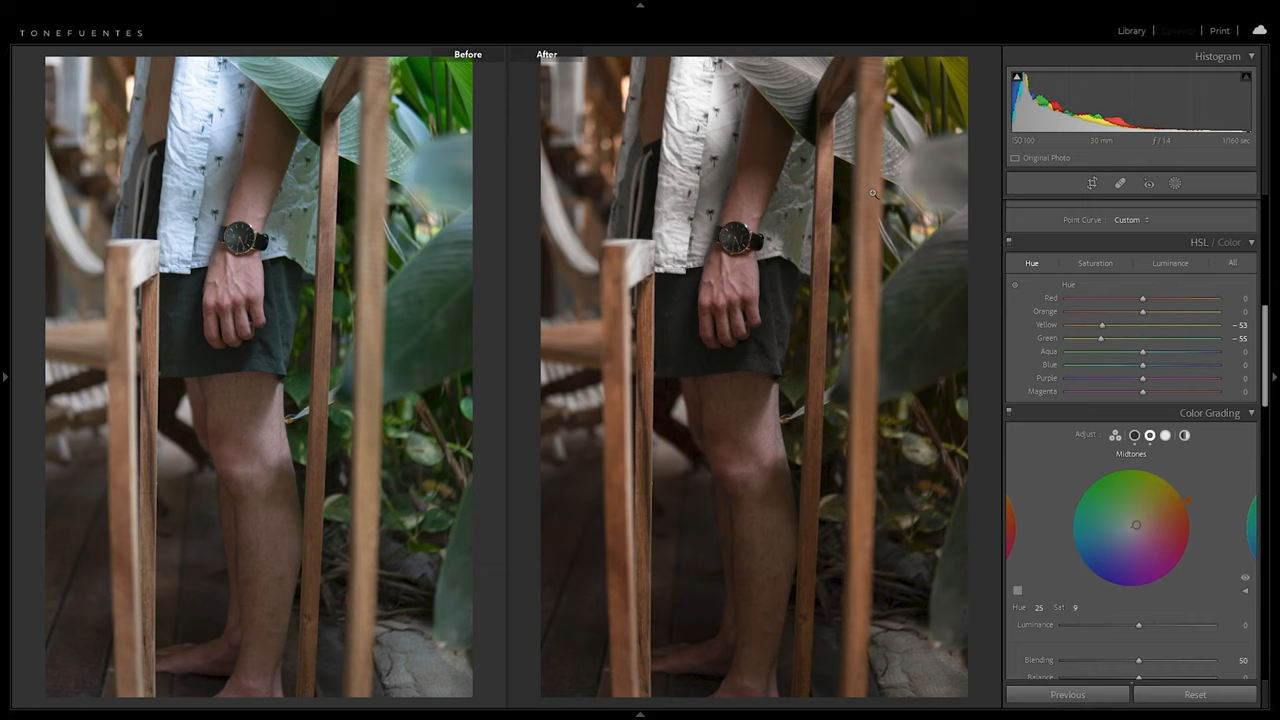 TONEFUENTES
Library | | Print |
Before
After
Histogram
ISO 100 30 mm ƒ / 1.4 1/160 sec
Original Photo
Point Curve : Custom
HSL / Color
Hue Saturation Luminance All
Hue
Red 0
Orange 0
Yellow – 53
Green – 55
Aqua 0
Blue 0
Purple 0
Magenta 0
Color Grading
Adjust :
Midtones
Hue 25 Sat 9
Luminance 0
Blending 50
Balance
Previous
Reset